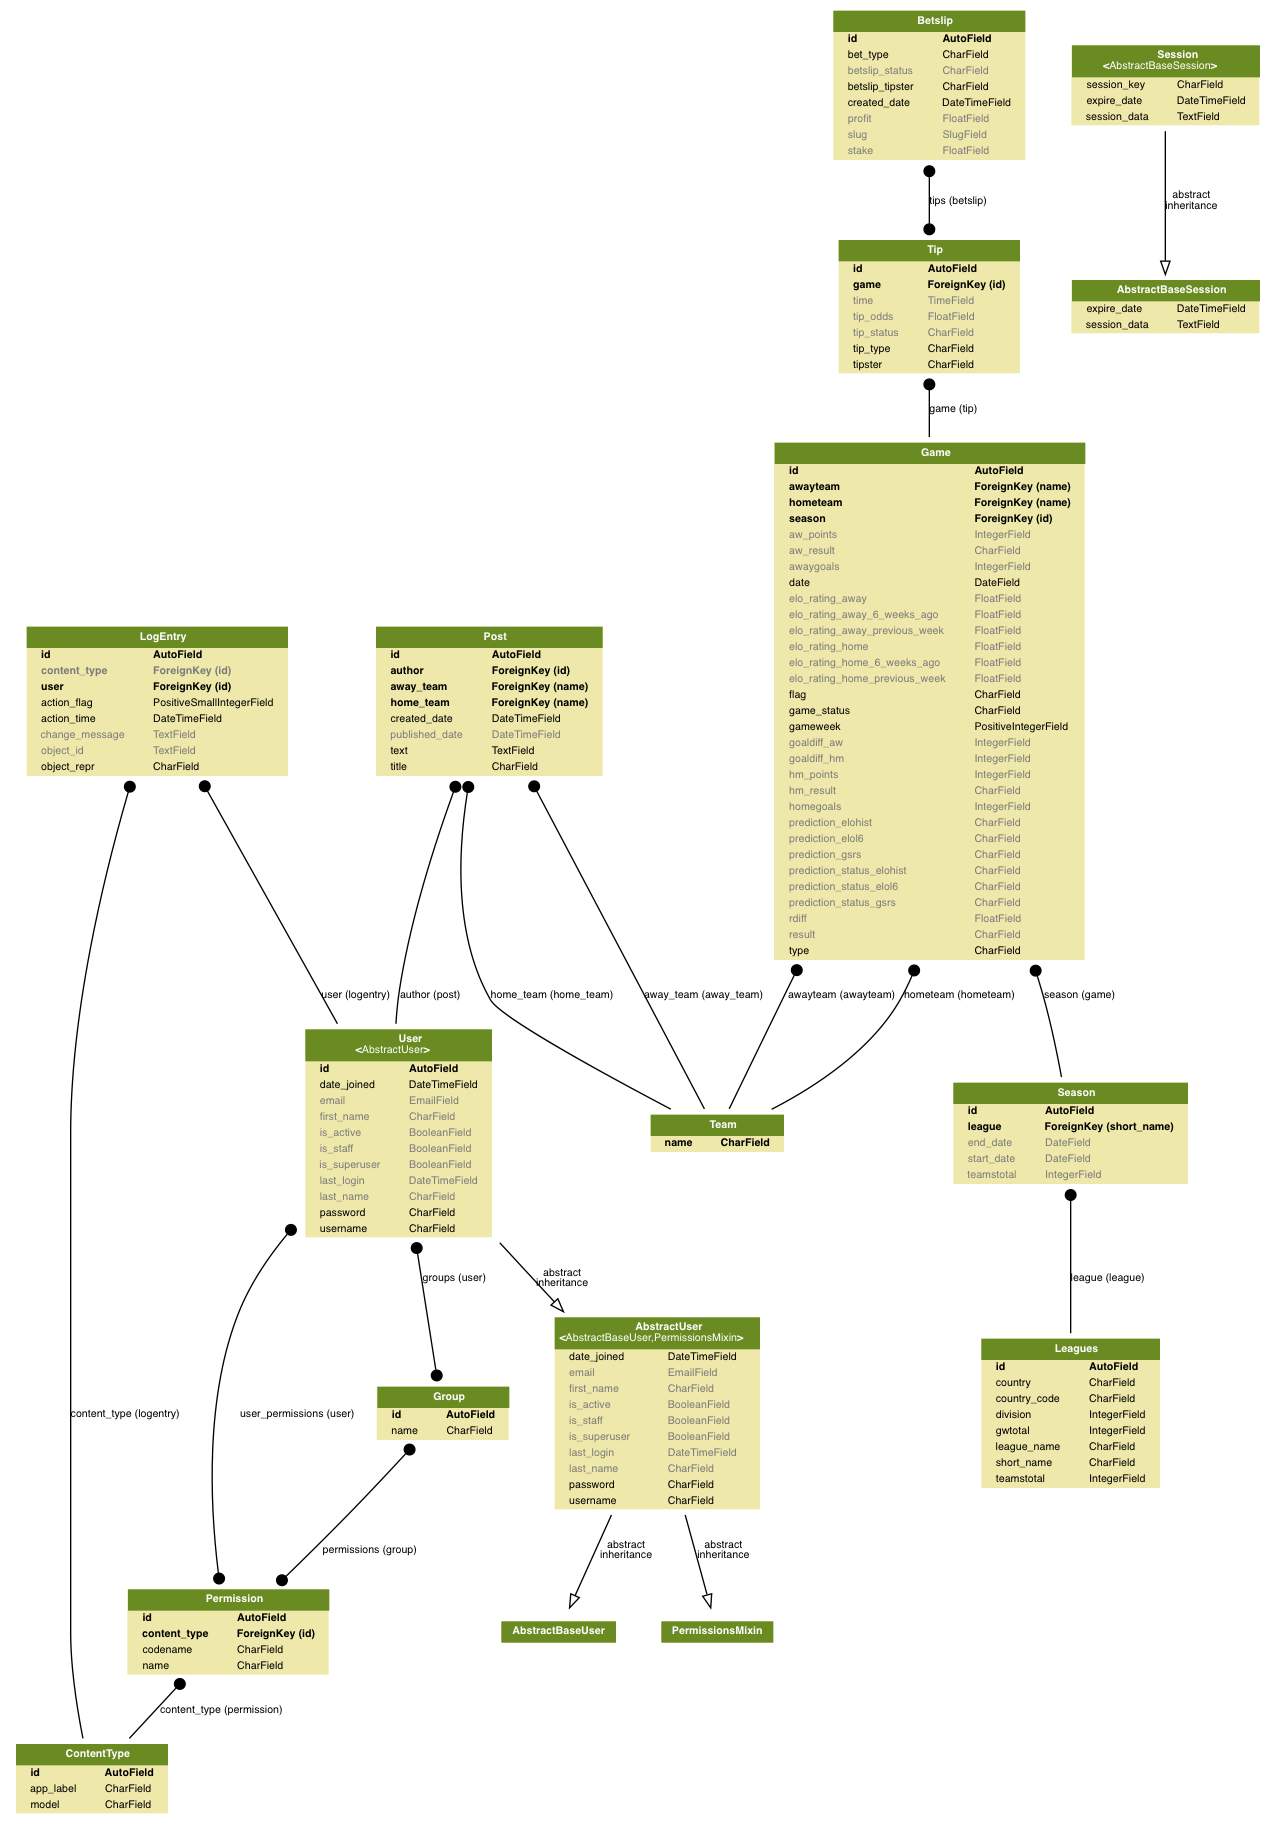 Betslip
id AutoField
bet_type CharField
betslip_status CharField
betslip_tipster CharField
created_date DateTimeField
profit FloatField
slug SlugField
stake FloatField
Session
<AbstractBaseSession>
session_key CharField
expire_date DateTimeField
session_data TextField
tips (betslip)
abstract
inheritance
Tip
id AutoField
game ForeignKey (id)
time TimeField
tip_odds FloatField
tip_status CharField
tip_type CharField
tipster CharField
AbstractBaseSession
expire_date DateTimeField
session_data TextField
game (tip)
Game
id AutoField
awayteam ForeignKey (name)
hometeam ForeignKey (name)
season ForeignKey (id)
aw_points IntegerField
aw_result CharField
awaygoals IntegerField
date DateField
elo_rating_away FloatField
elo_rating_away_6_weeks_ago FloatField
elo_rating_away_previous_week FloatField
elo_rating_home FloatField
elo_rating_home_6_weeks_ago FloatField
elo_rating_home_previous_week FloatField
flag CharField
game_status CharField
gameweek PositiveIntegerField
goaldiff_aw IntegerField
goaldiff_hm IntegerField
hm_points IntegerField
hm_result CharField
homegoals IntegerField
prediction_elohist CharField
prediction_elol6 CharField
prediction_gsrs CharField
prediction_status_elohist CharField
prediction_status_elol6 CharField
prediction_status_gsrs CharField
rdiff FloatField
result CharField
type CharField
LogEntry
id AutoField
content_type ForeignKey (id)
user ForeignKey (id)
action_flag PositiveSmallIntegerField
action_time DateTimeField
change_message TextField
object_id TextField
object_repr CharField
Post
id AutoField
author ForeignKey (id)
away_team ForeignKey (name)
home_team ForeignKey (name)
created_date DateTimeField
published_date DateTimeField
text TextField
title CharField
user (logentry)
author (post)
home_team (home_team)
away_team (away_team)
awayteam (awayteam)
hometeam (hometeam)
season (game)
User
<AbstractUser>
id AutoField
date_joined DateTimeField
email EmailField
first_name CharField
is_active BooleanField
is_staff BooleanField
is_superuser BooleanField
last_login DateTimeField
last_name CharField
password CharField
username CharField
Team
name CharField
Season
id AutoField
league ForeignKey (short_name)
end_date DateField
start_date DateField
teamstotal IntegerField
groups (user)
abstract
inheritance
league (league)
AbstractUser
<AbstractBaseUser,PermissionsMixin>
date_joined DateTimeField
email EmailField
first_name CharField
is_active BooleanField
is_staff BooleanField
is_superuser BooleanField
last_login DateTimeField
last_name CharField
password CharField
username CharField
Leagues
id AutoField
country CharField
country_code CharField
division IntegerField
gwtotal IntegerField
league_name CharField
short_name CharField
teamstotal IntegerField
content_type (logentry)
user_permissions (user)
Group
id AutoField
name CharField
permissions (group)
abstract
inheritance
abstract
inheritance
Permission
id AutoField
content_type ForeignKey (id)
codename CharField
name CharField
AbstractBaseUser
PermissionsMixin
content_type (permission)
ContentType
id AutoField
app_label CharField
model CharField